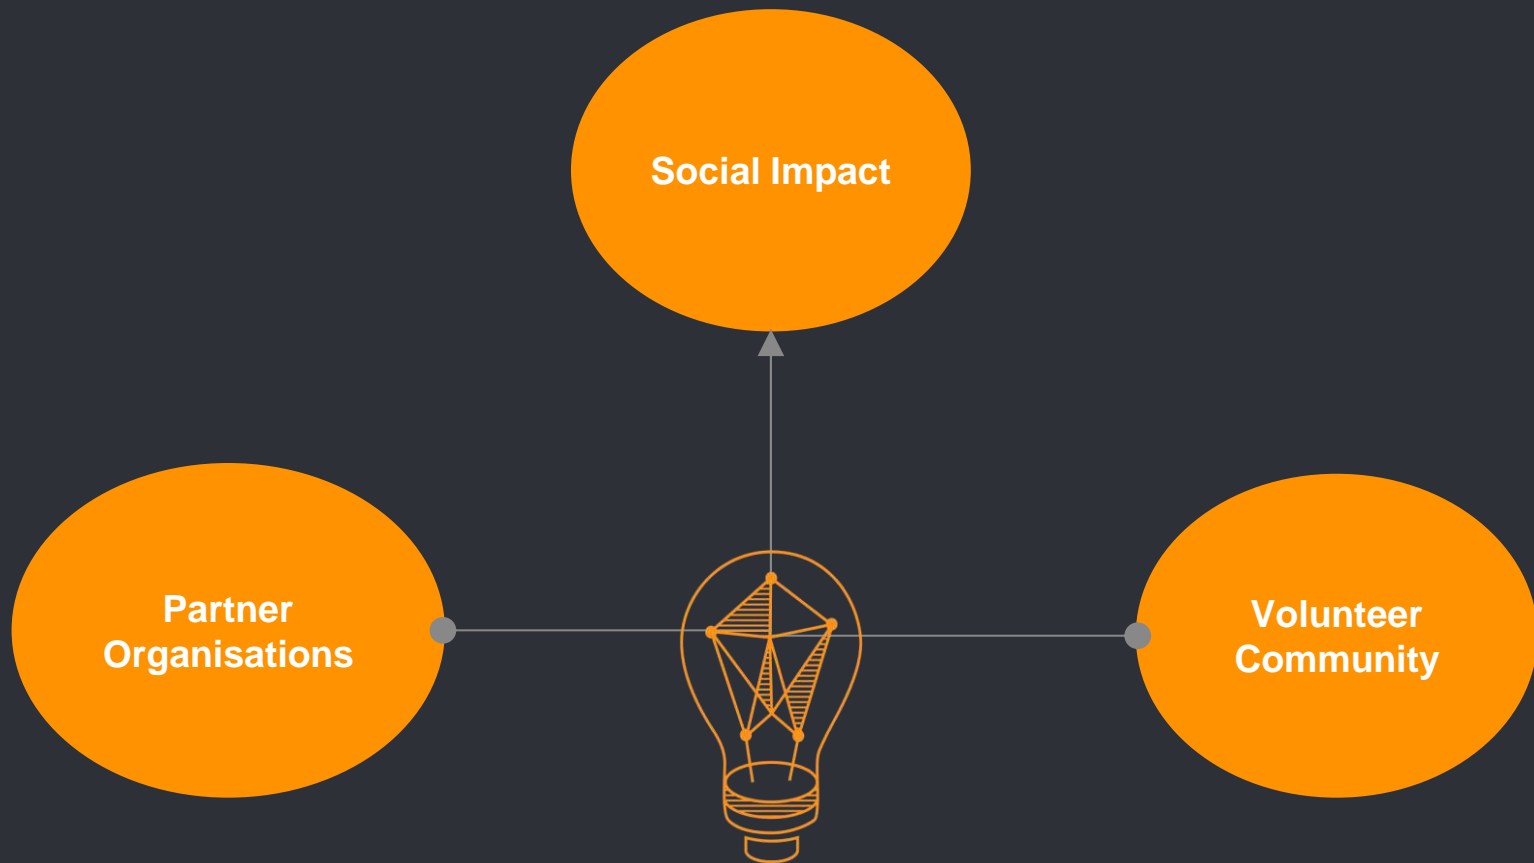 Social Impact
Partner
Organisations
Volunteer
Community